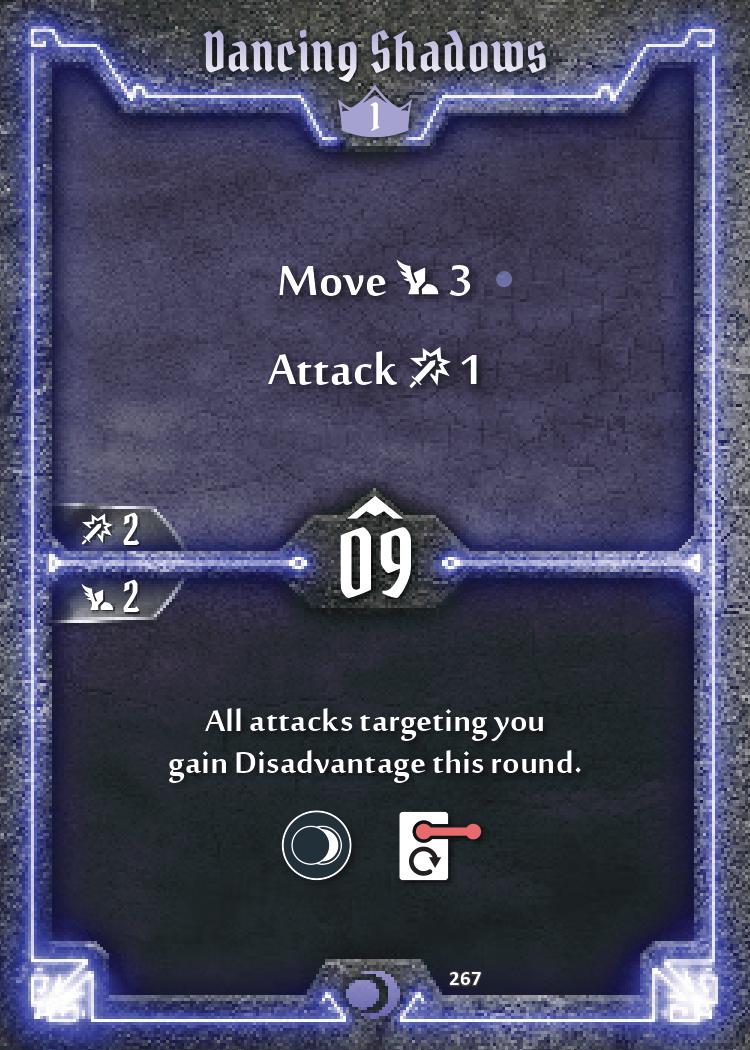 Dancing Shadows
1
Move 3
Attack 1
2
09
2
All attacks targeting you
gain Disadvantage this round.
267